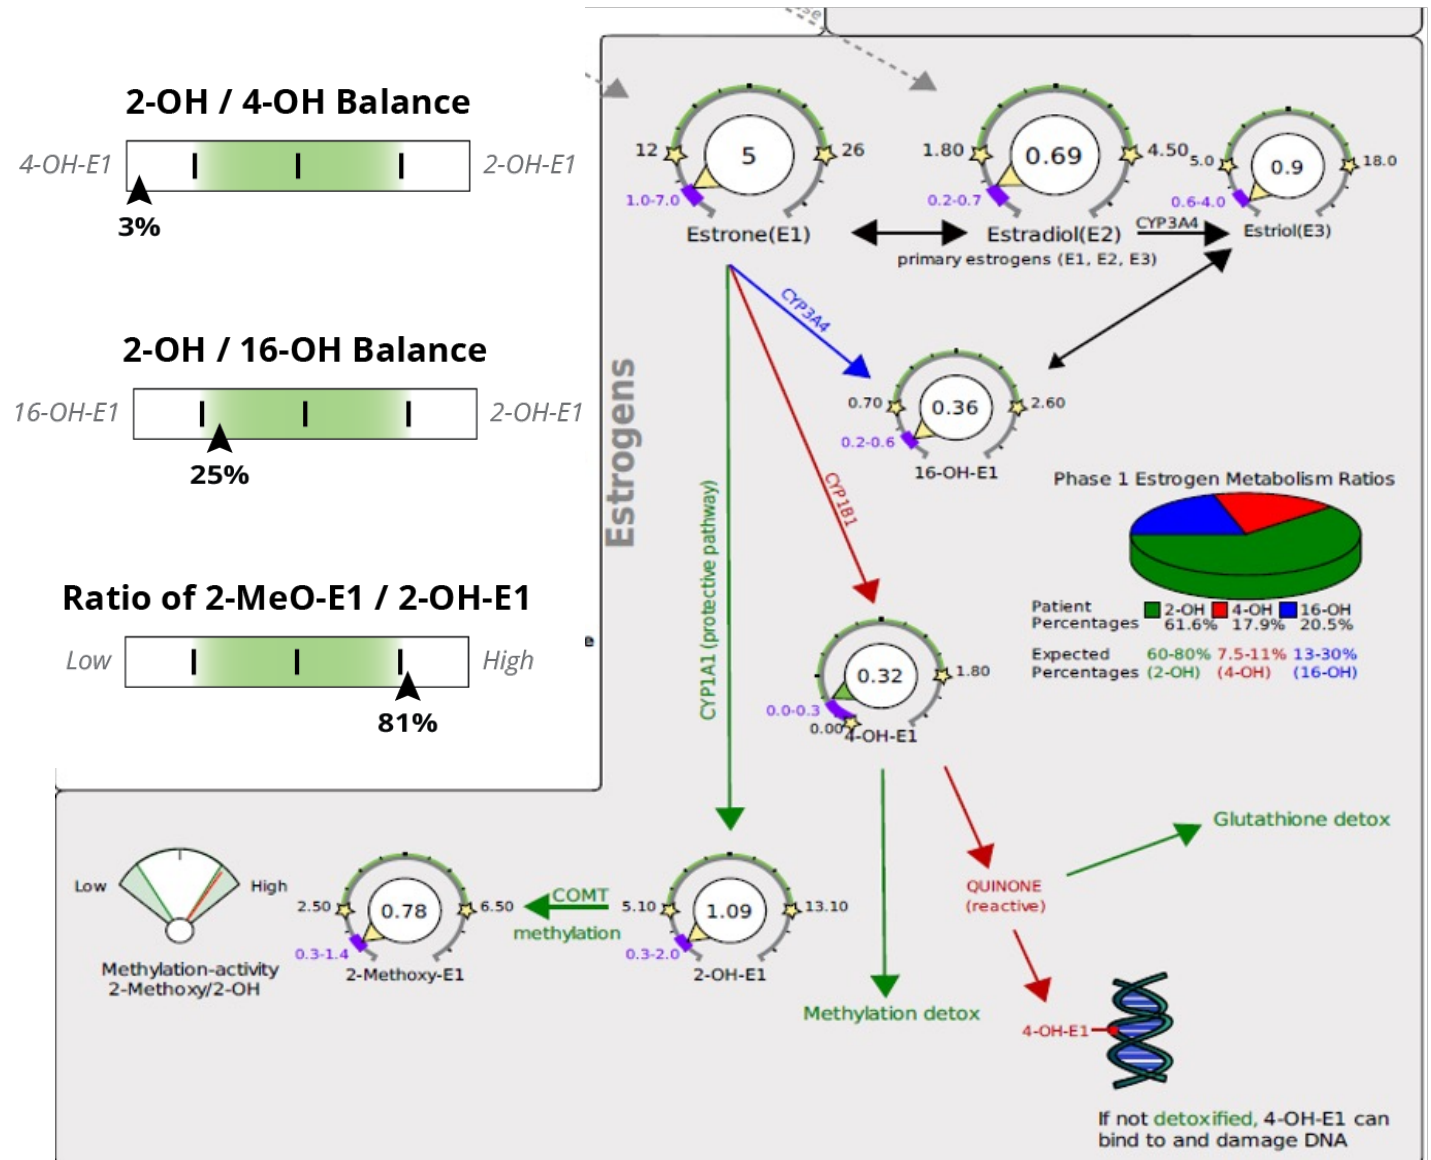 2-OH / 4-OH Balance
4-OH-E1
2-OH-E1
3%
2-OH / 16-OH Balance
16-OH-E1
2-OH-E1
25%
Ratio of 2-MeO-E1 / 2-OH-E1
Low
High
81%
Estrogens
12
5
26
1.0-7.0
Estrone(E1)
1.80
0.69
4.50
0.2-0.7
Estradiol(E2)
CYP3A4
5.0
0.9
18.0
0.6-4.0
Estriol(E3)
primary estrogens (E1, E2, E3)
CYP3A4
0.70
0.36
2.60
0.2-0.6
16-OH-E1
CYP1B1
CYP1A1 (protective pathway)
Phase 1 Estrogen Metabolism Ratios
Patient Percentages
2-OH 4-OH 16-OH
61.6% 17.9% 20.5%
Expected Percentages
60-80% 7.5-11% 13-30%
(2-OH) (4-OH) (16-OH)
0.32
1.80
0.0-0.3
0.00
4-OH-E1
Low
High
Methylation-activity
2-Methoxy/2-OH
2.50
0.78
6.50
0.3-1.4
2-Methoxy-E1
COMT
methylation
5.10
1.09
13.10
0.3-2.0
2-OH-E1
Methylation detox
QUINONE
(reactive)
Glutathione detox
4-OH-E1
If not detoxified, 4-OH-E1 can
bind to and damage DNA